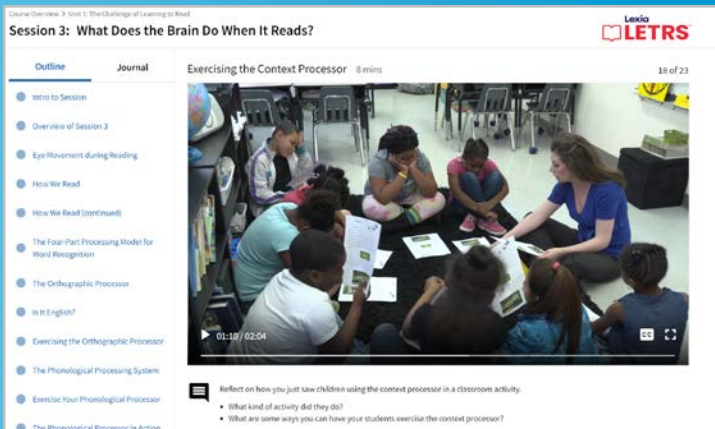 Course Overview > Unit 1: The Challenge of Learning to Read
Session 3: What Does the Brain Do When It Reads?
Lexia
LETRS
Outline
Journal
Intro to Session
Overview of Session 3
Eye Movement during Reading
How We Read
How We Read (continued)
The Four-Part Processing Model for
Word Recognition
The Orthographic Processor
Is It English?
Exercising the Orthographic Processor
The Phonological Processing System
Exercise Your Phonological Processor
The Phonological Processor in Action
Exercising the Context Processor 8 mins
18 of 23
01:10 / 02:04
CC
Reflect on how you just saw children using the context processor in a classroom activity.
• What kind of activity did they do?
• What are some ways you can have your students exercise the context processor?